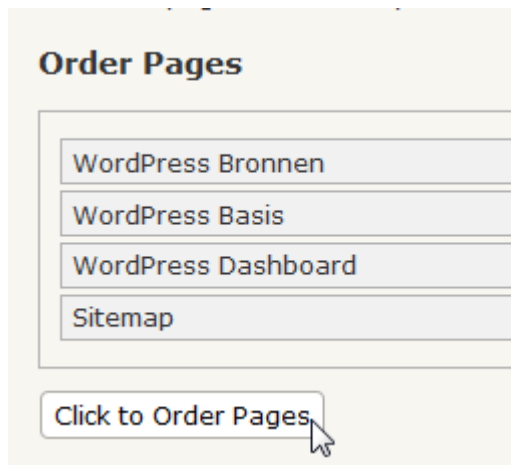 Order Pages
WordPress Bronnen
WordPress Basis
WordPress Dashboard
Sitemap
Click to Order Pages